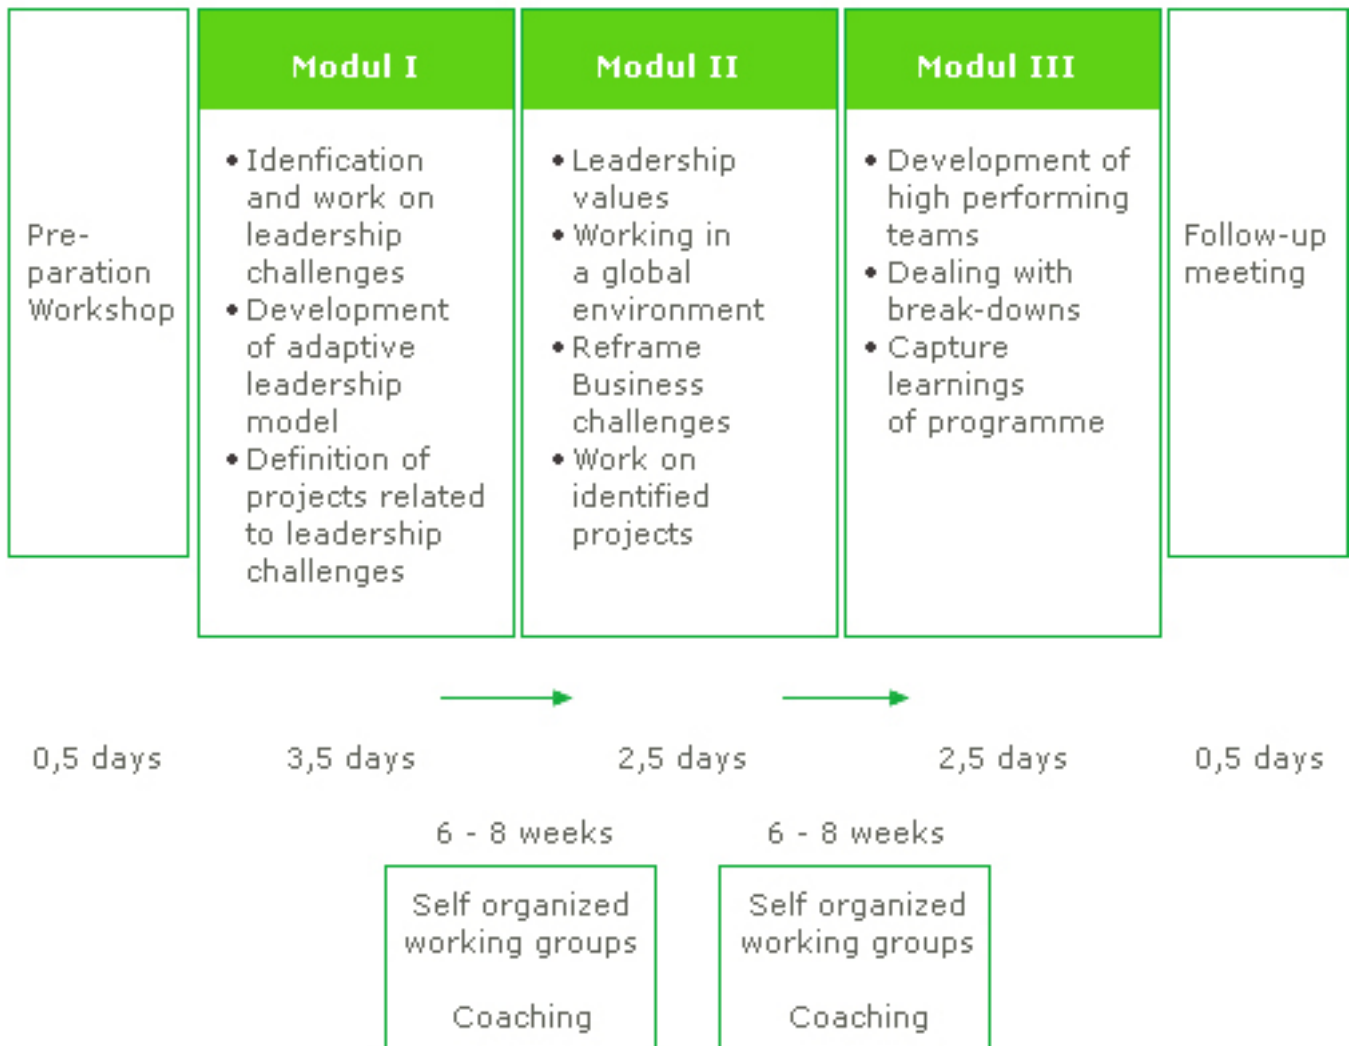 Pre-
paration
Workshop
Modul I
• Idenfication
and work on
leadership
challenges
• Development
of adaptive
leadership
model
• Definition of
projects related
to leadership
challenges
Modul II
• Leadership
values
• Working in
a global
environment
• Reframe
Business
challenges
• Work on
identified
projects
Modul III
• Development of
high performing
teams
• Dealing with
break-downs
• Capture
learnings
of programme
Follow-up
meeting
0,5 days
3,5 days
2,5 days
2,5 days
0,5 days
6 - 8 weeks
6 - 8 weeks
Self organized
working groups
Coaching
Self organized
working groups
Coaching